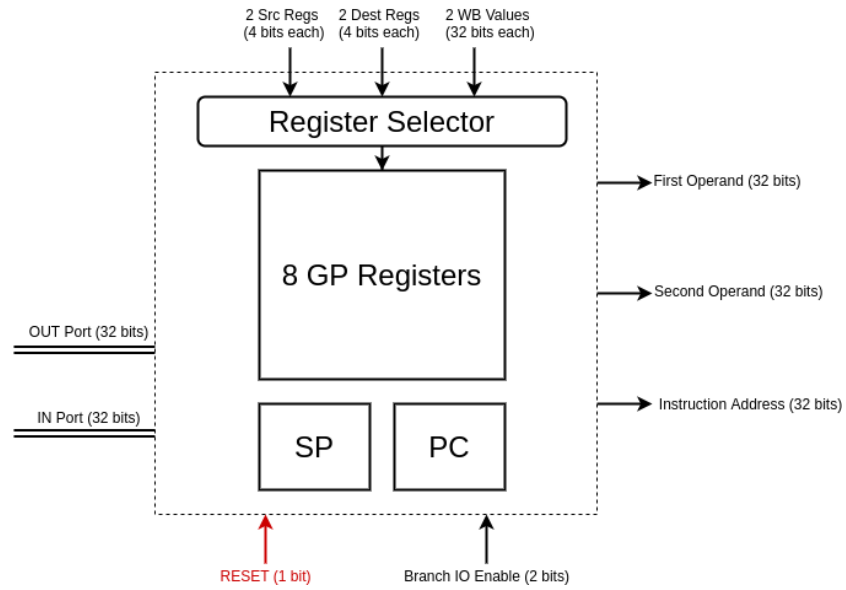 2 Src Regs
(4 bits each)
2 Dest Regs
(4 bits each)
2 WB Values
(32 bits each)
Register Selector
First Operand (32 bits)
8 GP Registers
Second Operand (32 bits)
OUT Port (32 bits)
IN Port (32 bits)
Instruction Address (32 bits)
SP
PC
RESET (1 bit)
Branch IO Enable (2 bits)